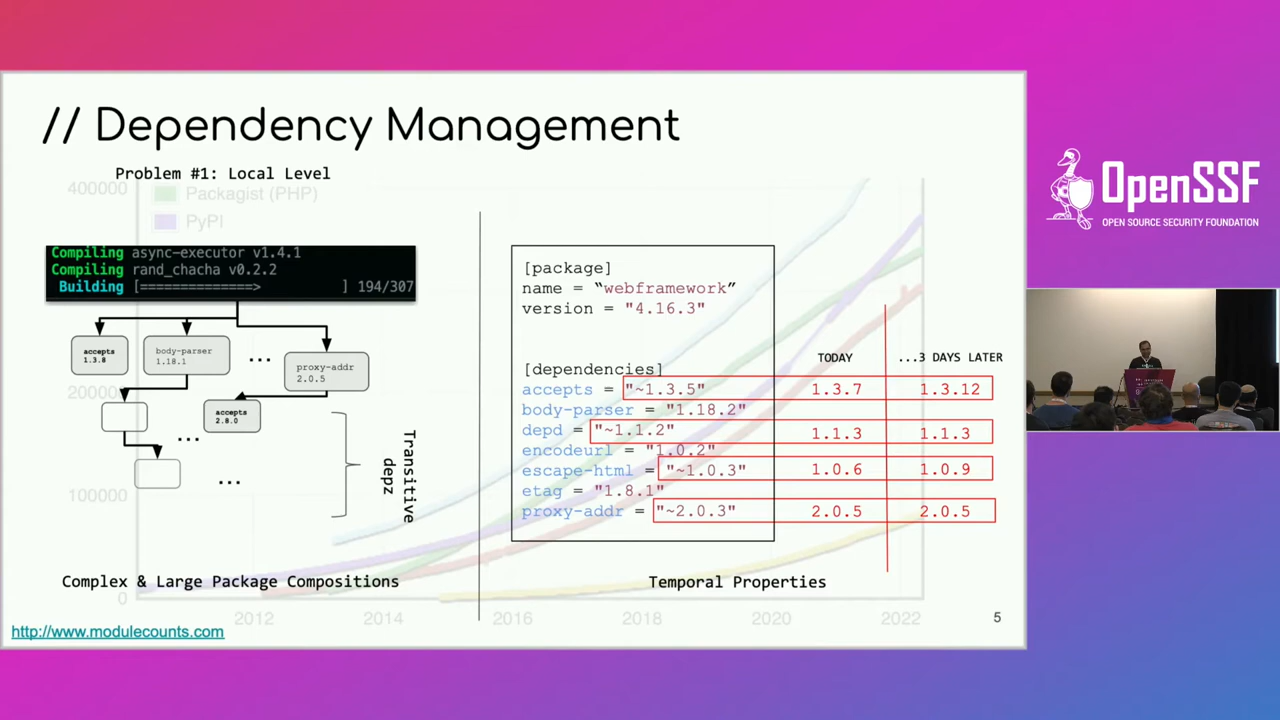 // Dependency Management
Problem #1: Local Level
400000
Packagist (PHP)
PyPI
200000
100000
0
2012
2014
2016
2018
2020
2022
Compiling async-executor v1.4.1
Compiling rand_chacha v0.2.2
Building [==============> ] 194/307
accepts
1.3.8
body-parser
1.18.1
...
proxy-addr
2.0.5
accepts
2.8.0
...
...
Transitive
depz
Complex & Large Package Compositions
[package]
name = “webframework”
version = "4.16.3"
[dependencies]
TODAY
...3 DAYS LATER
accepts = "~1.3.5" 1.3.7 1.3.12
body-parser = "1.18.2"
depd = "~1.1.2" 1.1.3 1.1.3
encodeurl = "1.0.2"
escape-html = "~1.0.3" 1.0.6 1.0.9
etag = "1.8.1"
proxy-addr = "~2.0.3" 2.0.5 2.0.5
Temporal Properties
5
http://www.modulecounts.com
OpenSSF
OPEN SOURCE SECURITY FOUNDATION